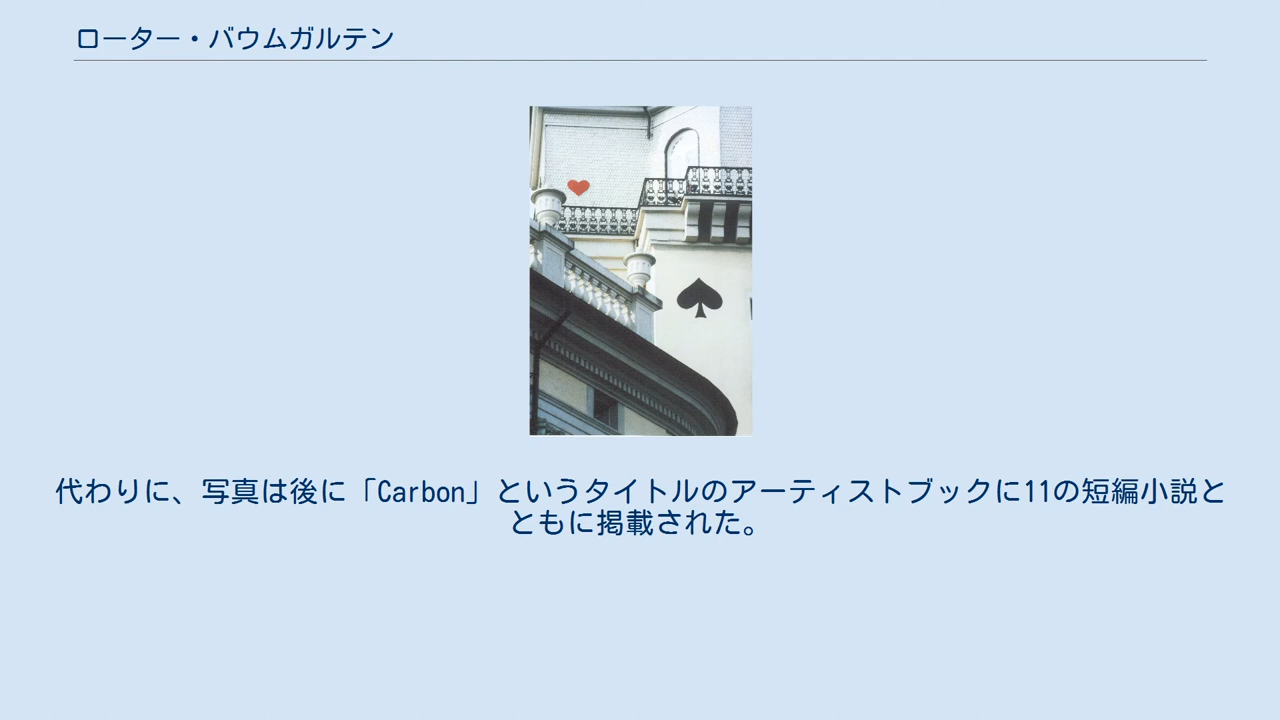 ローター・バウムガルテン
代わりに、写真は後に「Carbon」というタイトルのアーティストブックに11の短編小説と
ともに掲載された。